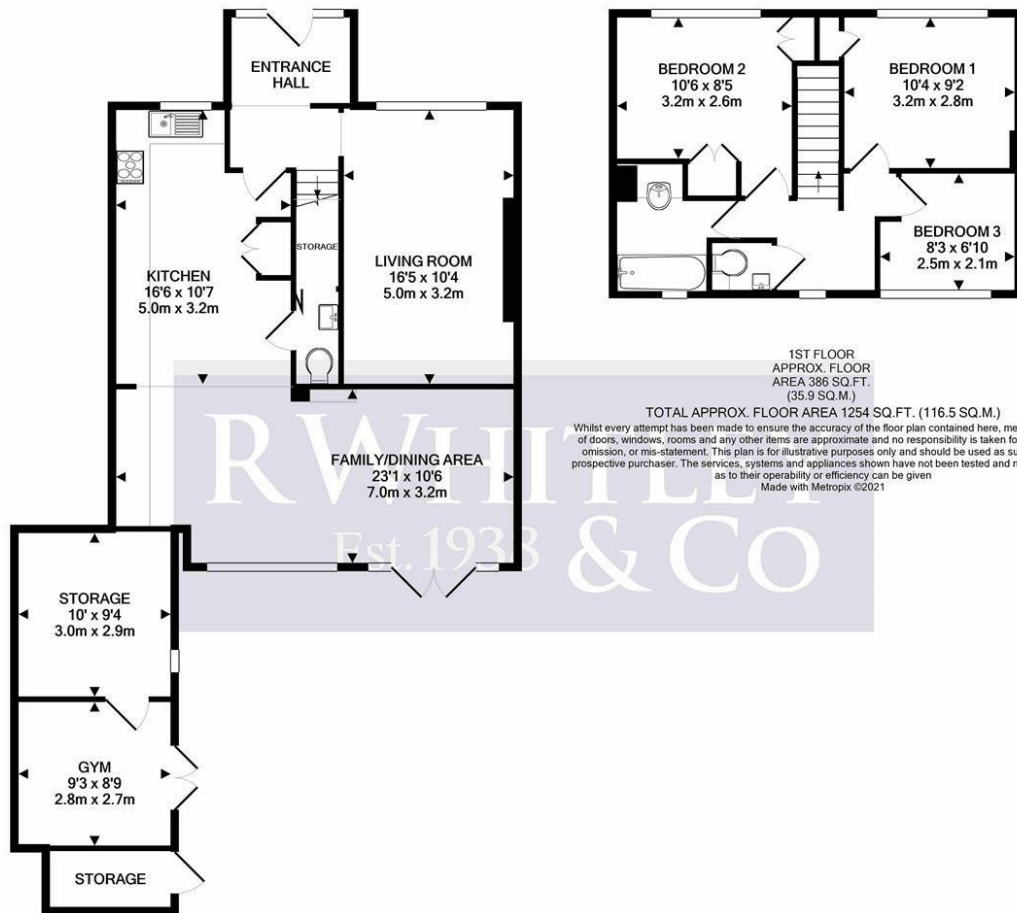 ENTRANCE
HALL
KITCHEN
16'6 x 10'7
5.0m x 3.2m
STORAGE
LIVING ROOM
16'5 x 10'4
5.0m x 3.2m
FAMILY/DINING AREA
23'1 x 10'6
7.0m x 3.2m
STORAGE
10' x 9'4
3.0m x 2.9m
GYM
9'3 x 8'9
2.8m x 2.7m
STORAGE
BEDROOM 2
10'6 x 8'5
3.2m x 2.6m
BEDROOM 1
10'4 x 9'2
3.2m x 2.8m
BEDROOM 3
8'3 x 6'10
2.5m x 2.1m
1ST FLOOR
APPROX. FLOOR
AREA 386 SQ.FT.
(35.9 SQ.M.)
TOTAL APPROX. FLOOR AREA 1254 SQ.FT. (116.5 SQ.M.)
Whilst every attempt has been made to ensure the accuracy of the floor plan contained here, me
of doors, windows, rooms and any other items are approximate and no responsibility is taken fo
omission, or mis-statement. This plan is for illustrative purposes only and should be used as su
prospective purchaser. The services, systems and appliances shown have not been tested and n
as to their operability or efficiency can be given
Made with Metropix ©2021
RWHITLEY
Est. 1938 & CO